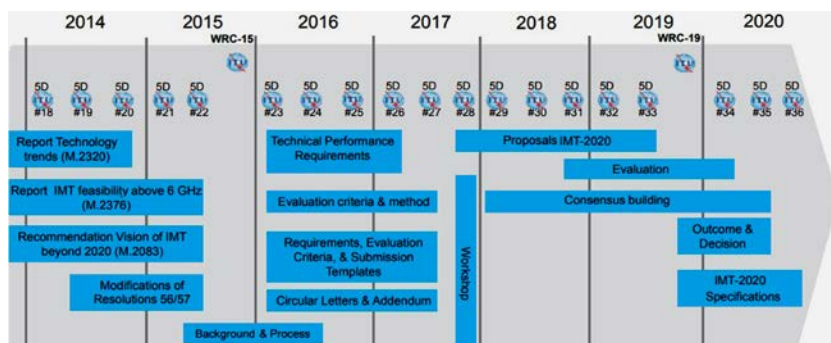 2014 2015 2016 2017 2018 2019 2020
WRC-15 WRC-19
5D 5D 5D 5D 5D 5D 5D 5D 5D 5D 5D 5D 5D 5D 5D 5D 5D 5D 5D
#18 #19 #20 #21 #22 #23 #24 #25 #26 #27 #28 #29 #30 #31 #32 #33 #34 #35 #36
Report Technology
trends (M.2320)
Report IMT feasibility above 6 GHz
(M.2376)
Recommendation Vision of IMT
beyond 2020 (M.2083)
Modifications of
Resolutions 56/57
Background & Process
Technical Performance
Requirements
Evaluation criteria & method
Requirements, Evaluation
Criteria, & Submission
Templates
Circular Letters & Addendum
Workshop
Proposals IMT-2020
Evaluation
Consensus building
Outcome &
Decision
IMT-2020
Specifications